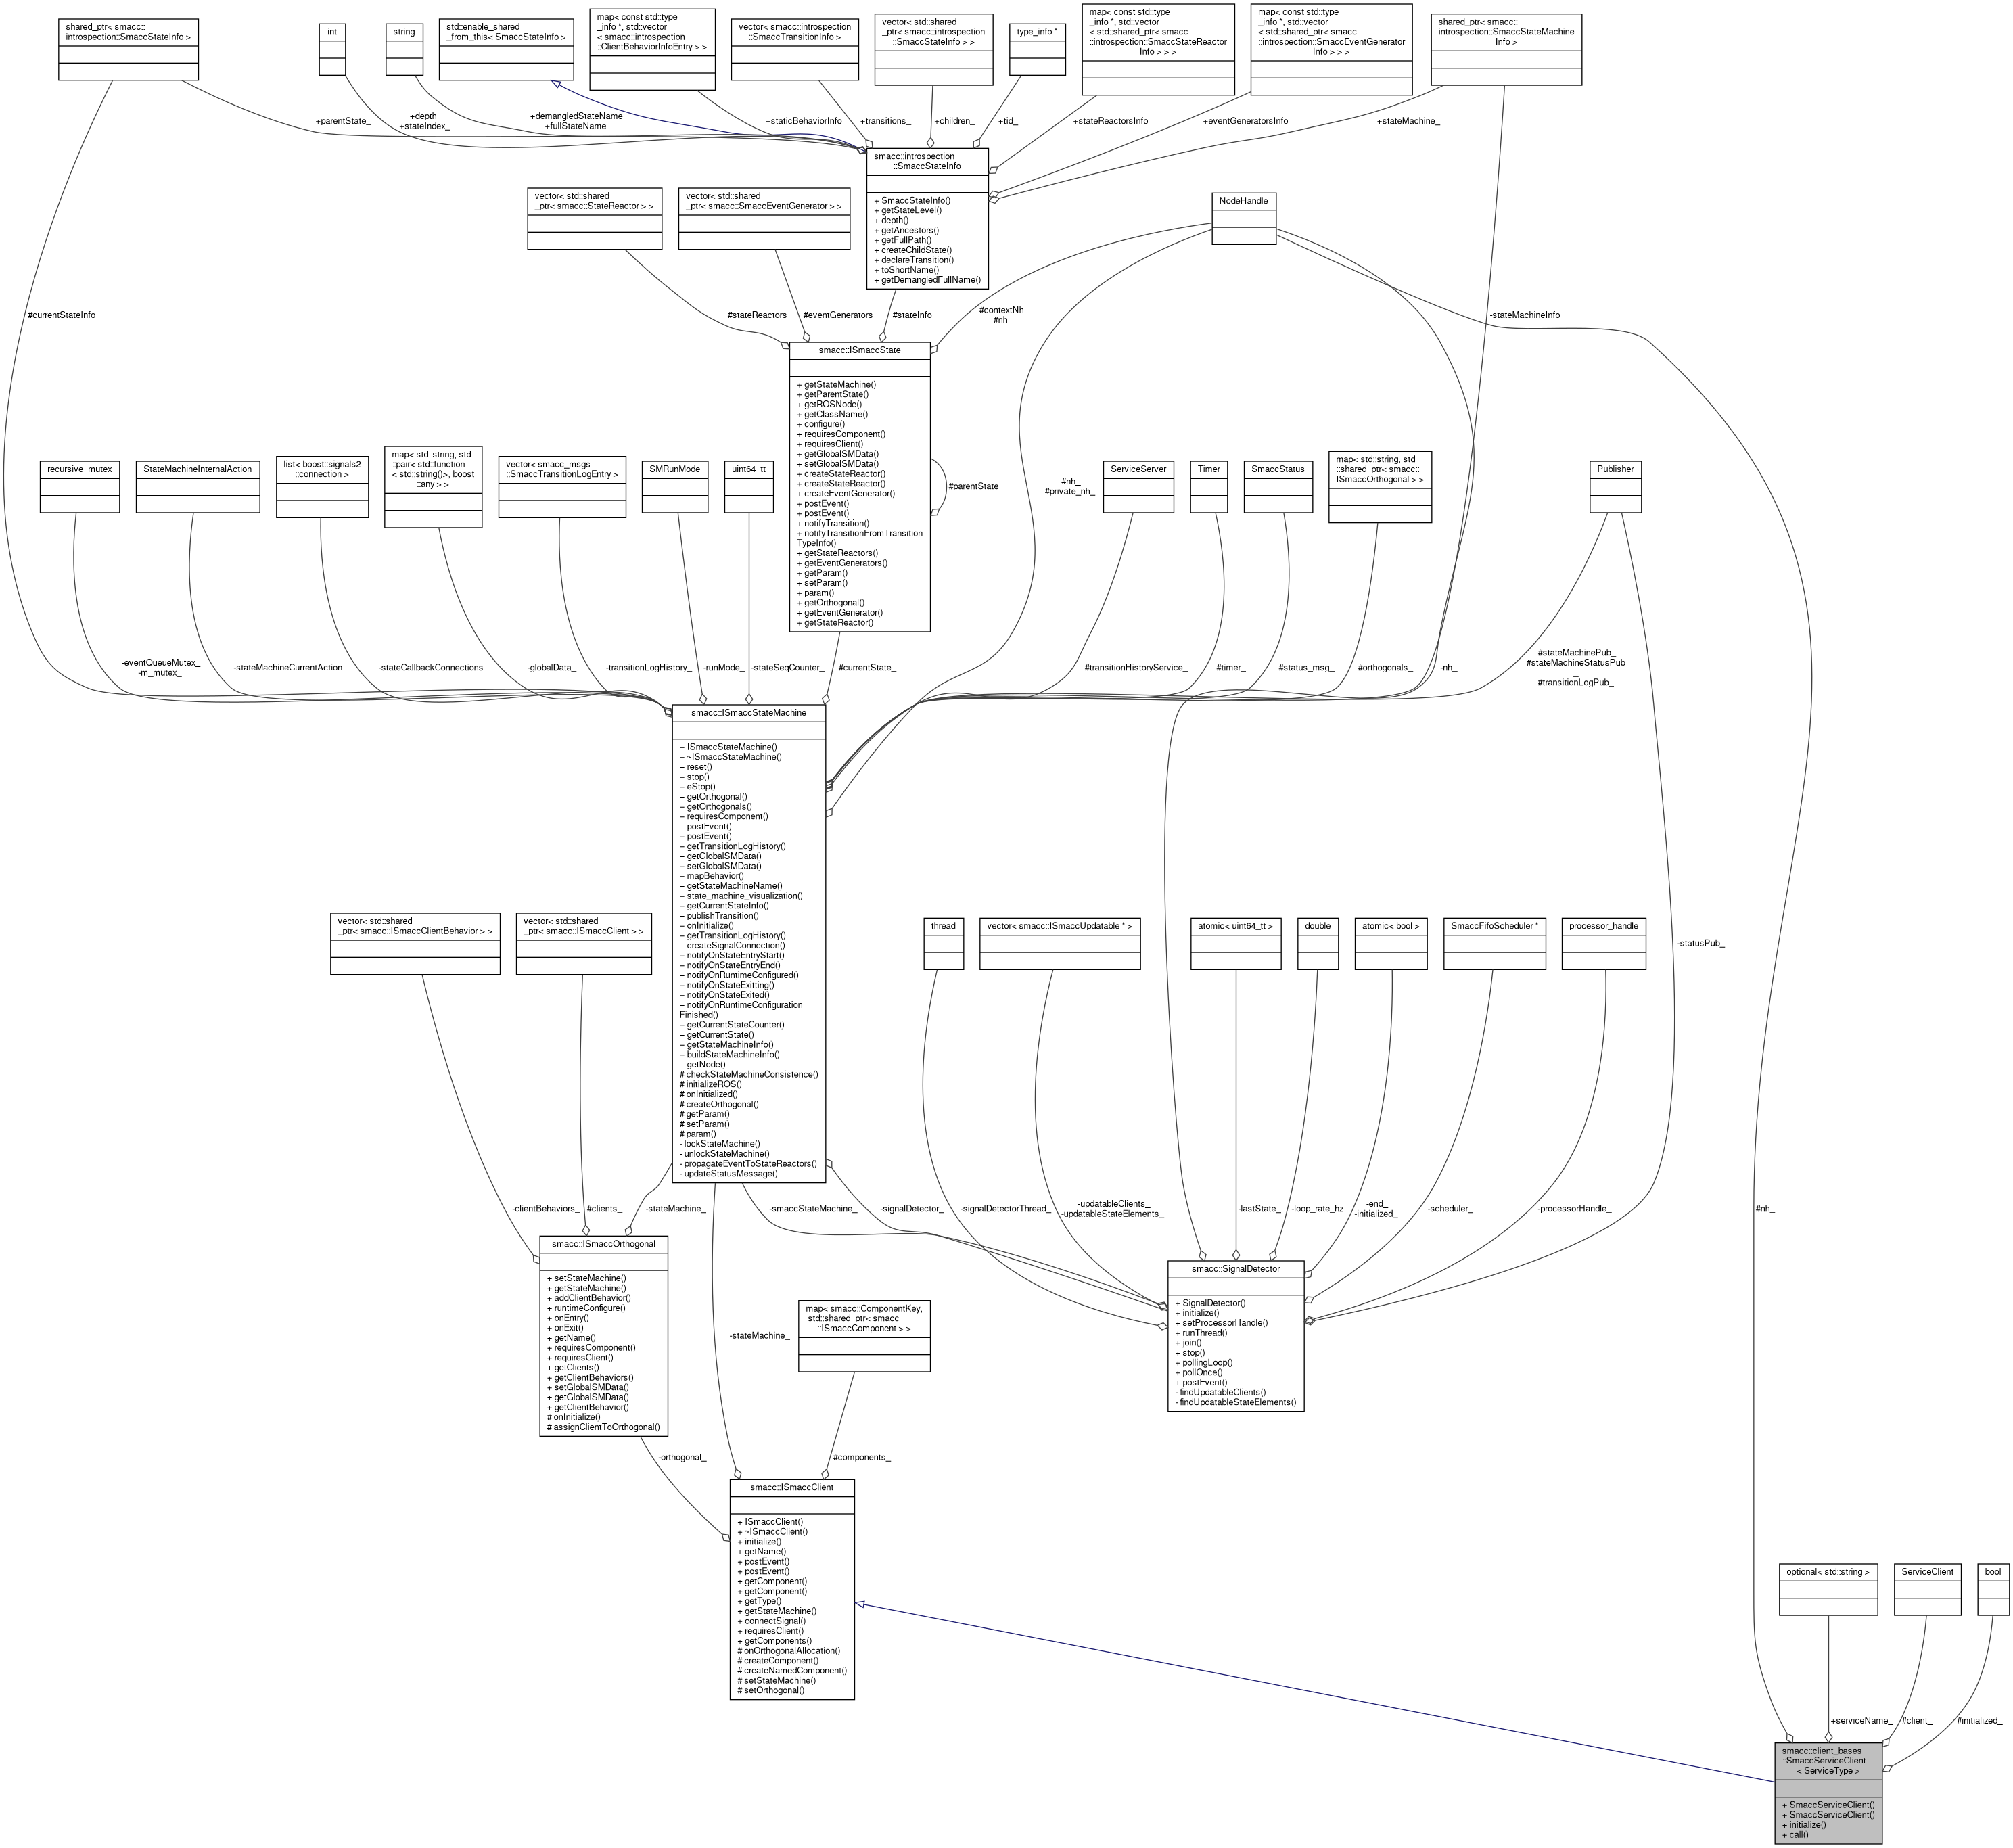 shared_ptr< smacc::
introspection::SmaccStateInfo >
int
string
std::enable_shared
_from_this< SmaccStateInfo >
map< const std::type
_info *, std::vector
< smacc::introspection
::ClientBehaviorInfoEntry > >
vector< smacc::introspection
::SmaccTransitionInfo >
vector< std::shared
_ptr< smacc::introspection
::SmaccStateInfo > >
type_info *
map< const std::type
_info *, std::vector
< std::shared_ptr< smacc
::introspection::SmaccStateReactor
Info > > >
map< const std::type
_info *, std::vector
< std::shared_ptr< smacc
::introspection::SmaccEventGenerator
Info > > >
shared_ptr< smacc::
introspection::SmaccStateMachine
Info >
+parentState_
+depth_
+stateIndex_
+demangledStateName
+fullStateName
+staticBehaviorInfo
+transitions_
+children_
+tid_
+stateReactorsInfo
+eventGeneratorsInfo
+stateMachine_
smacc::introspection
::SmaccStateInfo
+ SmaccStateInfo()
+ getStateLevel()
+ depth()
+ getAncestors()
+ getFullPath()
+ createChildState()
+ declareTransition()
+ toShortName()
+ getDemangledFullName()
vector< std::shared
_ptr< smacc::StateReactor > >
vector< std::shared
_ptr< smacc::SmaccEventGenerator > >
NodeHandle
#currentStateInfo_
#stateReactors_
#eventGenerators_
#stateInfo_
#contextNh
#nh
-stateMachineInfo_
smacc::ISmaccState
+ getStateMachine()
+ getParentState()
+ getROSNode()
+ getClassName()
+ configure()
+ requiresComponent()
+ requiresClient()
+ getGlobalSMData()
+ setGlobalSMData()
+ createStateReactor()
+ createStateReactor()
+ createEventGenerator()
+ postEvent()
+ postEvent()
+ notifyTransition()
+ notifyTransitionFromTransition
TypeInfo()
+ getStateReactors()
+ getEventGenerators()
+ getParam()
+ setParam()
+ param()
+ getOrthogonal()
+ getEventGenerator()
+ getStateReactor()
#parentState_
#nh_
#private_nh_
recursive_mutex
StateMachineInternalAction
list< boost::signals2
::connection >
map< std::string, std
::pair< std::function
< std::string()>, boost
::any > >
vector< smacc_msgs
::SmaccTransitionLogEntry >
SMRunMode
uint64_tt
ServiceServer
Timer
SmaccStatus
map< std::string, std
::shared_ptr< smacc::
ISmaccOrthogonal > >
Publisher
-eventQueueMutex_
-m_mutex_
-stateMachineCurrentAction
-stateCallbackConnections
-globalData_
-transitionLogHistory_
-runMode_
-stateSeqCounter_
#currentState_
#transitionHistoryService_
#timer_
#status_msg_
#orthogonals_
-nh_
#stateMachinePub_
#stateMachineStatusPub
_
#transitionLogPub_
smacc::ISmaccStateMachine
+ ISmaccStateMachine()
+ ~ISmaccStateMachine()
+ reset()
+ stop()
+ eStop()
+ getOrthogonal()
+ getOrthogonals()
+ requiresComponent()
+ postEvent()
+ postEvent()
+ getTransitionLogHistory()
+ getGlobalSMData()
+ setGlobalSMData()
+ mapBehavior()
+ getStateMachineName()
+ state_machine_visualization()
+ getCurrentStateInfo()
+ publishTransition()
+ onInitialize()
+ getTransitionLogHistory()
+ createSignalConnection()
+ notifyOnStateEntryStart()
+ notifyOnStateEntryEnd()
+ notifyOnRuntimeConfigured()
+ notifyOnStateExitting()
+ notifyOnStateExited()
+ notifyOnRuntimeConfiguration
Finished()
+ getCurrentStateCounter()
+ getCurrentState()
+ getStateMachineInfo()
+ buildStateMachineInfo()
+ getNode()
# checkStateMachineConsistence()
# initializeROS()
# onInitialized()
# createOrthogonal()
# getParam()
# setParam()
# param()
- lockStateMachine()
- unlockStateMachine()
- propagateEventToStateReactors()
- updateStatusMessage()
vector< std::shared
_ptr< smacc::ISmaccClientBehavior > >
vector< std::shared
_ptr< smacc::ISmaccClient > >
thread
vector< smacc::ISmaccUpdatable * >
atomic< uint64_tt >
double
atomic< bool >
SmaccFifoScheduler *
processor_handle
-statusPub_
-clientBehaviors_
#clients_
-stateMachine_
-smaccStateMachine_
-signalDetector_
-signalDetectorThread_
-updatableClients_
-updatableStateElements_
-lastState_
-loop_rate_hz
-end_
-initialized_
-scheduler_
-processorHandle_
#nh_
smacc::ISmaccOrthogonal
+ setStateMachine()
+ getStateMachine()
+ addClientBehavior()
+ runtimeConfigure()
+ onEntry()
+ onExit()
+ getName()
+ requiresComponent()
+ requiresClient()
+ getClients()
+ getClientBehaviors()
+ setGlobalSMData()
+ getGlobalSMData()
+ getClientBehavior()
# onInitialize()
# assignClientToOrthogonal()
smacc::SignalDetector
+ SignalDetector()
+ initialize()
+ setProcessorHandle()
+ runThread()
+ join()
+ stop()
+ pollingLoop()
+ pollOnce()
+ postEvent()
- findUpdatableClients()
- findUpdatableStateElements()
map< smacc::ComponentKey,
std::shared_ptr< smacc
::ISmaccComponent > >
-stateMachine_
-orthogonal_
#components_
smacc::ISmaccClient
+ ISmaccClient()
+ ~ISmaccClient()
+ initialize()
+ getName()
+ postEvent()
+ postEvent()
+ getComponent()
+ getComponent()
+ getType()
+ getStateMachine()
+ connectSignal()
+ requiresClient()
+ getComponents()
# onOrthogonalAllocation()
# createComponent()
# createNamedComponent()
# setStateMachine()
# setOrthogonal()
optional< std::string >
ServiceClient
bool
+serviceName_
#client_
#initialized_
smacc::client_bases
::SmaccServiceClient
< ServiceType >
+ SmaccServiceClient()
+ SmaccServiceClient()
+ initialize()
+ call()